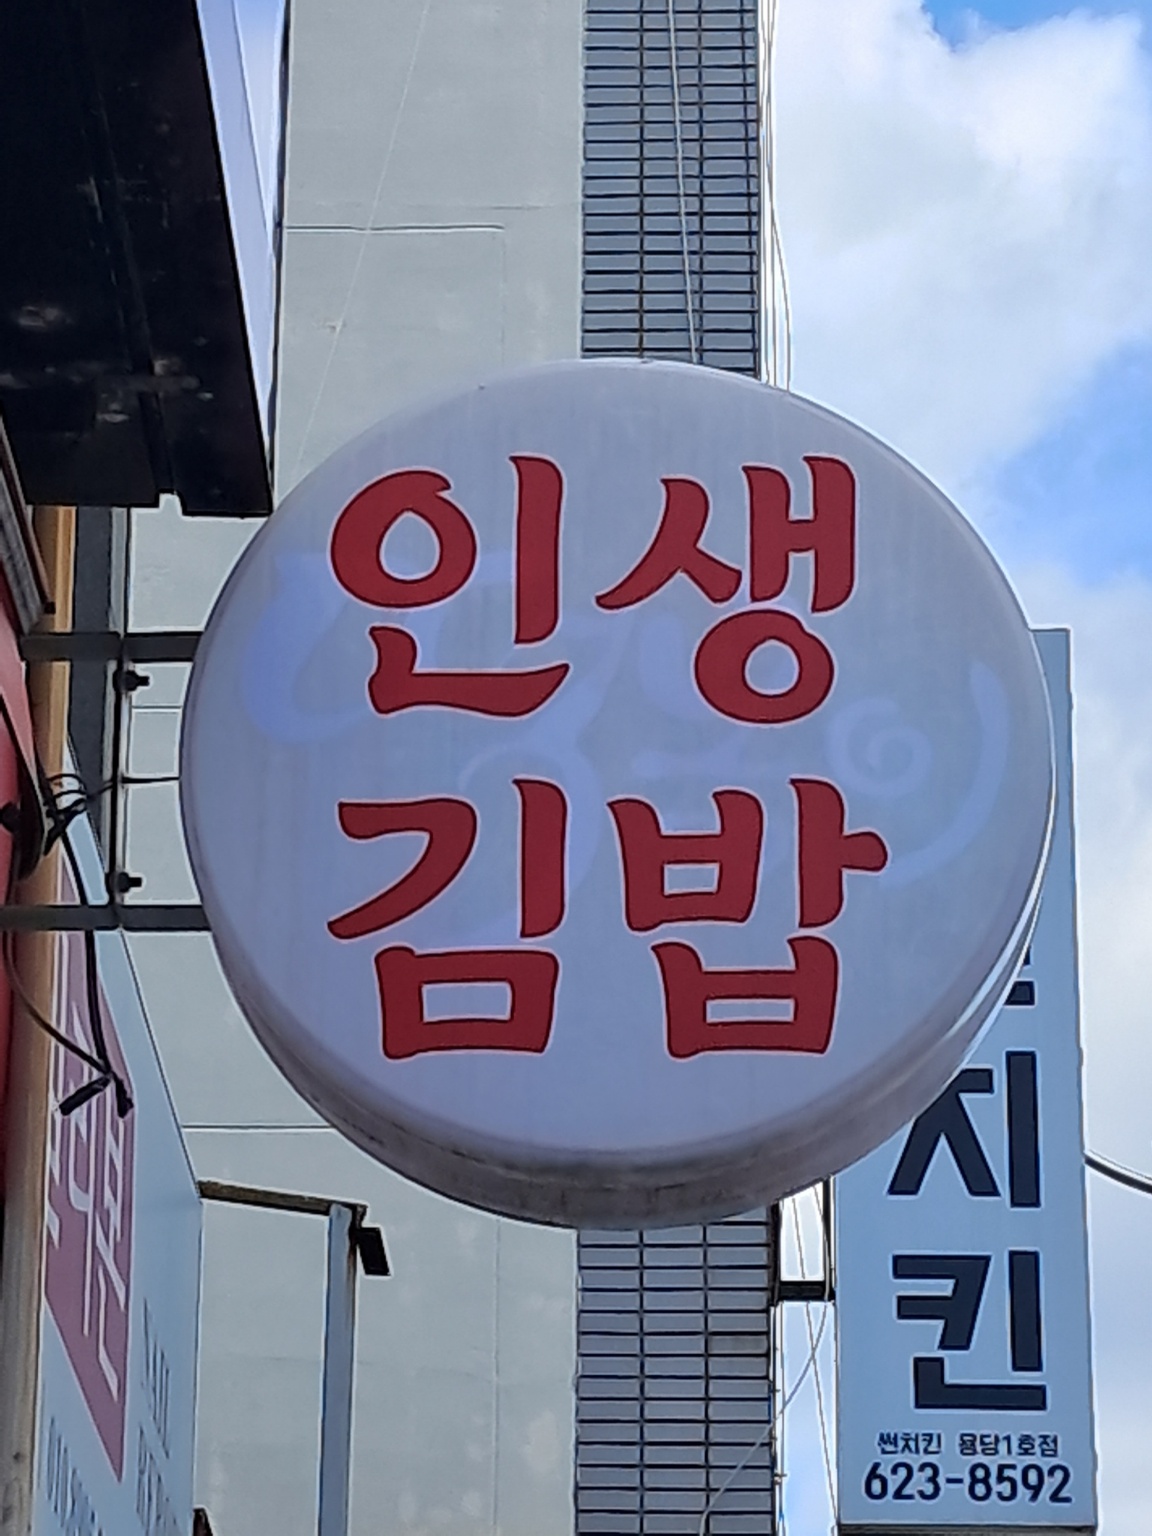 인생
김밥
치
킨
썬치킨 용당1호점
623-8592